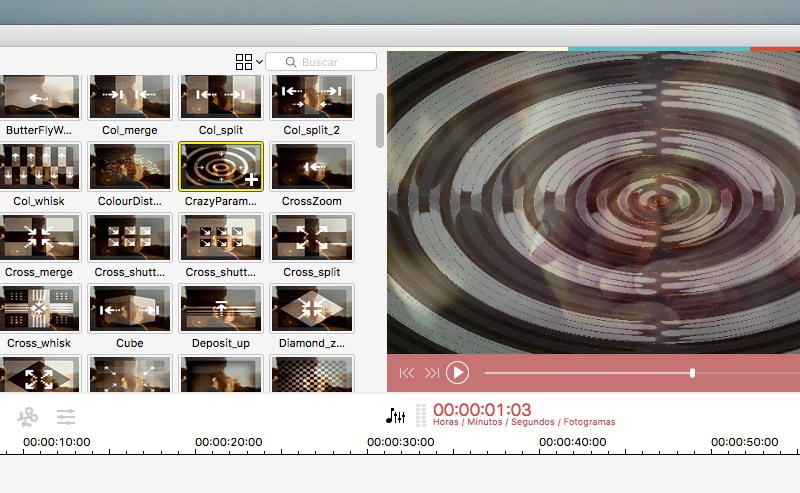 Buscar
ButterFlyW...
Col_merge
Col_split
Col_split_2
Col_whisk
ColourDist...
CrazyParam...
CrossZoom
Cross_merge
Cross_shutt...
Cross_shutt...
Cross_split
Cross_whisk
Cube
Deposit_up
Diamond_z...
00:00:01:03
Horas / Minutos / Segundos / Fotogramas
00:00:10:00
00:00:20:00
00:00:30:00
00:00:40:00
00:00:50:00